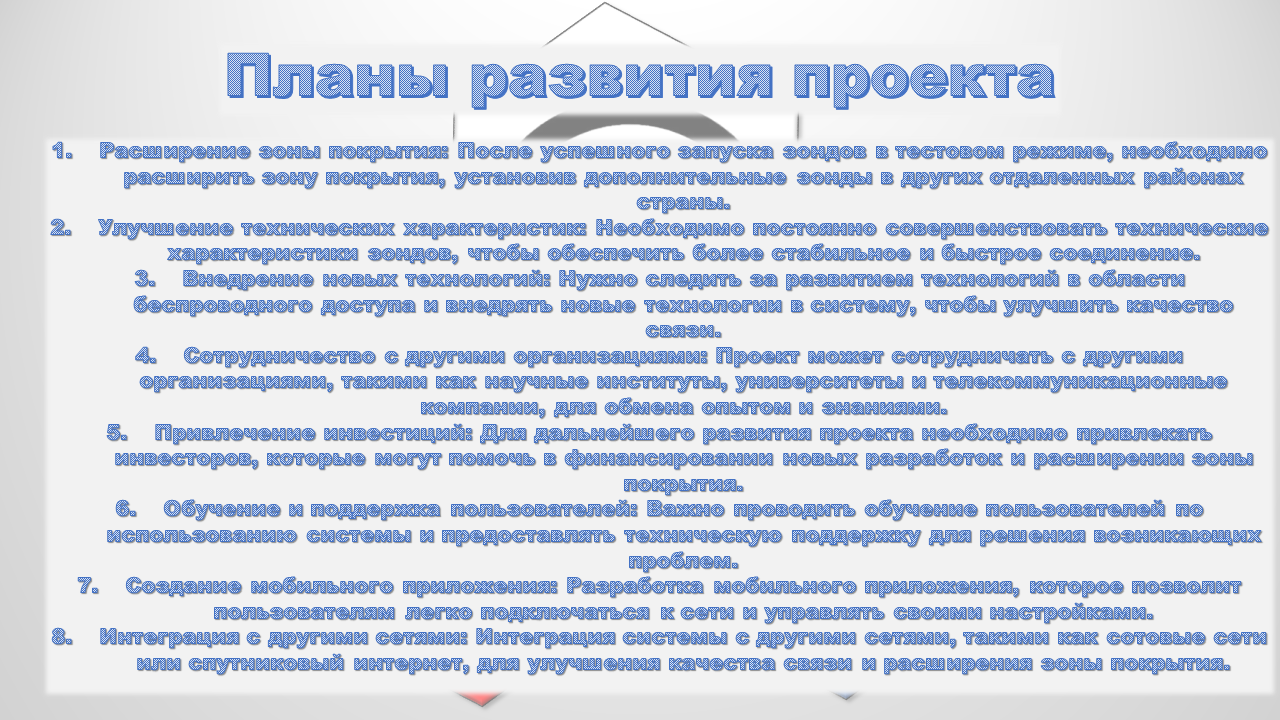 Планы развития проекта
1. Расширение зоны покрытия: После успешного запуска зондов в тестовом режиме, необходимо
расширить зону покрытия, установив дополнительные зонды в других отдаленных районах
страны.
2. Улучшение технических характеристик: Необходимо постоянно совершенствовать технические
характеристики зондов, чтобы обеспечить более стабильное и быстрое соединение.
3. Внедрение новых технологий: Нужно следить за развитием технологий в области
беспроводного доступа и внедрять новые технологии в систему, чтобы улучшить качество
связи.
4. Сотрудничество с другими организациями: Проект может сотрудничать с другими
организациями, такими как научные институты, университеты и телекоммуникационные
компании, для обмена опытом и знаниями.
5. Привлечение инвестиций: Для дальнейшего развития проекта необходимо привлекать
инвесторов, которые могут помочь в финансировании новых разработок и расширении зоны
покрытия.
6. Обучение и поддержка пользователей: Важно проводить обучение пользователей по
использованию системы и предоставлять техническую поддержку для решения возникающих
проблем.
7. Создание мобильного приложения: Разработка мобильного приложения, которое позволит
пользователям легко подключаться к сети и управлять своими настройками.
8. Интеграция с другими сетями: Интеграция системы с другими сетями, такими как сотовые сети
или спутниковый интернет, для улучшения качества связи и расширения зоны покрытия.